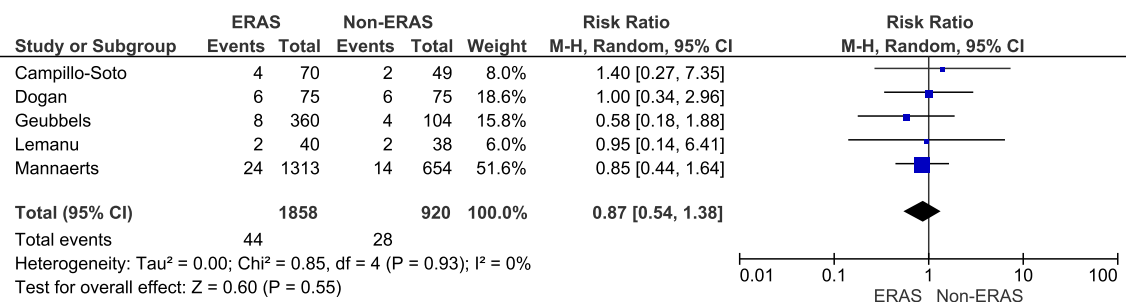 ERAS Non-ERAS Risk Ratio Risk Ratio
Study or Subgroup Events Total Events Total Weight M-H, Random, 95% CI M-H, Random, 95% CI
Campillo-Soto 4 70 2 49 8.0% 1.40 [0.27, 7.35]
Dogan 6 75 6 75 18.6% 1.00 [0.34, 2.96]
Geubbels 8 360 4 104 15.8% 0.58 [0.18, 1.88]
Lemanu 2 40 2 38 6.0% 0.95 [0.14, 6.41]
Mannaerts 24 1313 14 654 51.6% 0.85 [0.44, 1.64]
Total (95% CI) 1858 920 100.0% 0.87 [0.54, 1.38]
Total events 44 28
Heterogeneity: Tau² = 0.00; Chi² = 0.85, df = 4 (P = 0.93); I² = 0%
Test for overall effect: Z = 0.60 (P = 0.55)
0.01 0.1 1 10 100
ERAS Non-ERAS